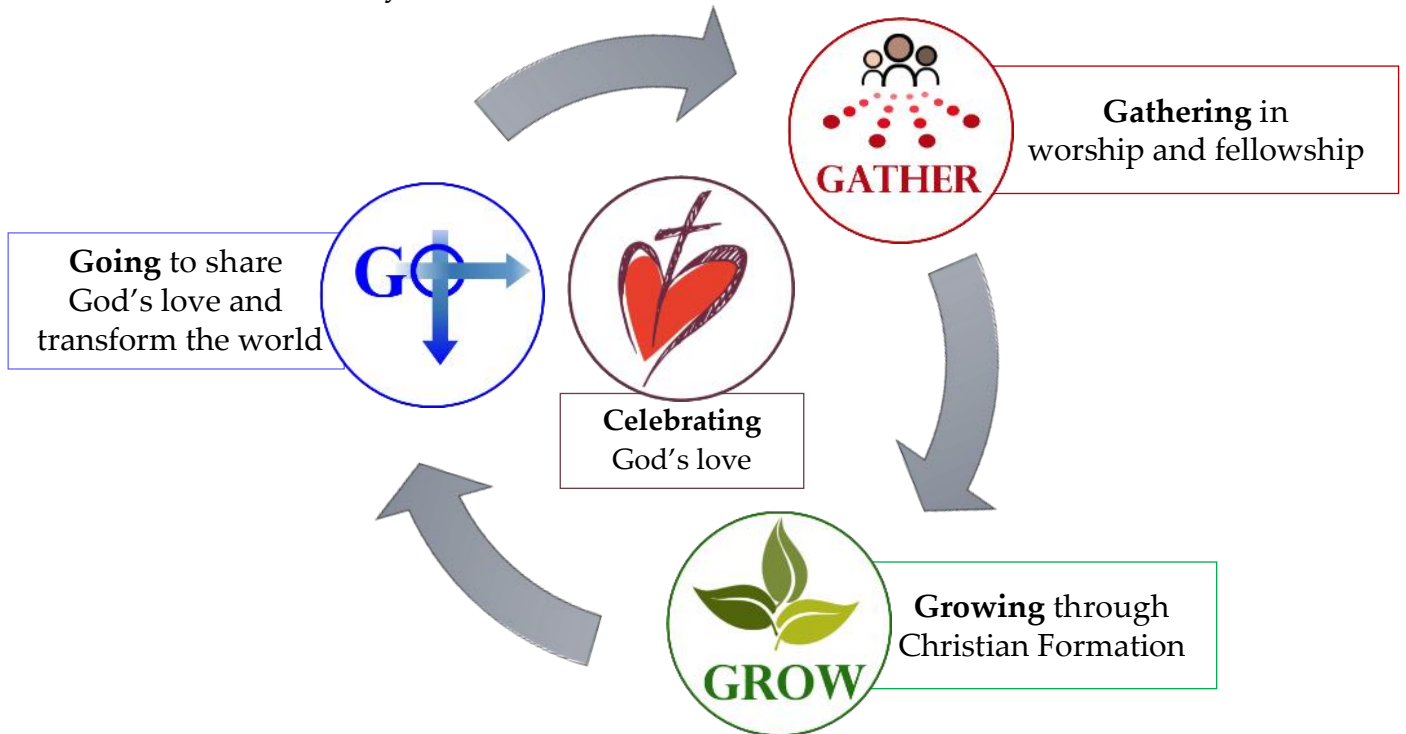 GATHER
Gathering in
worship and fellowship
GO
Going to share
God’s love and
transform the world
Celebrating
God’s love
GROW
Growing through
Christian Formation